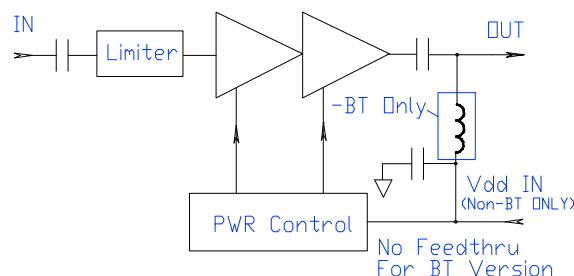 IN
OUT
Limiter
-BT Only
Vdd IN
(Non-BT ONLY)
PWR Control
No Feedthru
For BT Version